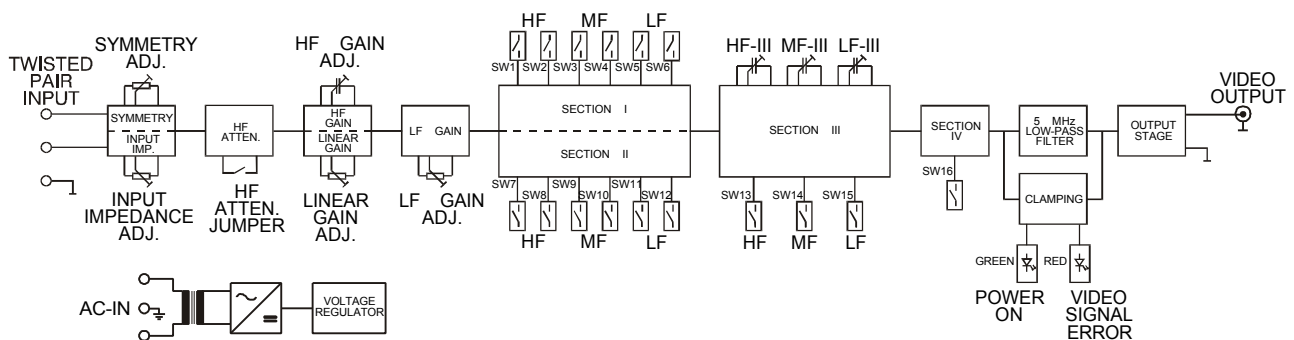 SYMMETRY
ADJ.
TWISTED
PAIR
INPUT
SYMMETRY
INPUT
IMP.
INPUT
IMPEDANCE
ADJ.
HF
ATTEN.
HF
ATTEN.
JUMPER
HF GAIN
ADJ.
HF
GAIN
LINEAR
GAIN
LINEAR
GAIN
ADJ.
LF GAIN
LF GAIN
ADJ.
HF MF LF
SW1 SW2 SW3 SW4 SW5 SW6
SECTION I
SECTION II
SW7 SW8 SW9 SW10 SW11 SW12
HF MF LF
HF-III MF-III LF-III
SECTION III
SW13 SW14 SW15
HF MF LF
SECTION
IV
SW16
5 MHz
LOW-PASS
FILTER
CLAMPING
GREEN RED
POWER
ON
VIDEO
SIGNAL
ERROR
OUTPUT
STAGE
VIDEO
OUTPUT
AC-IN
VOLTAGE
REGULATOR